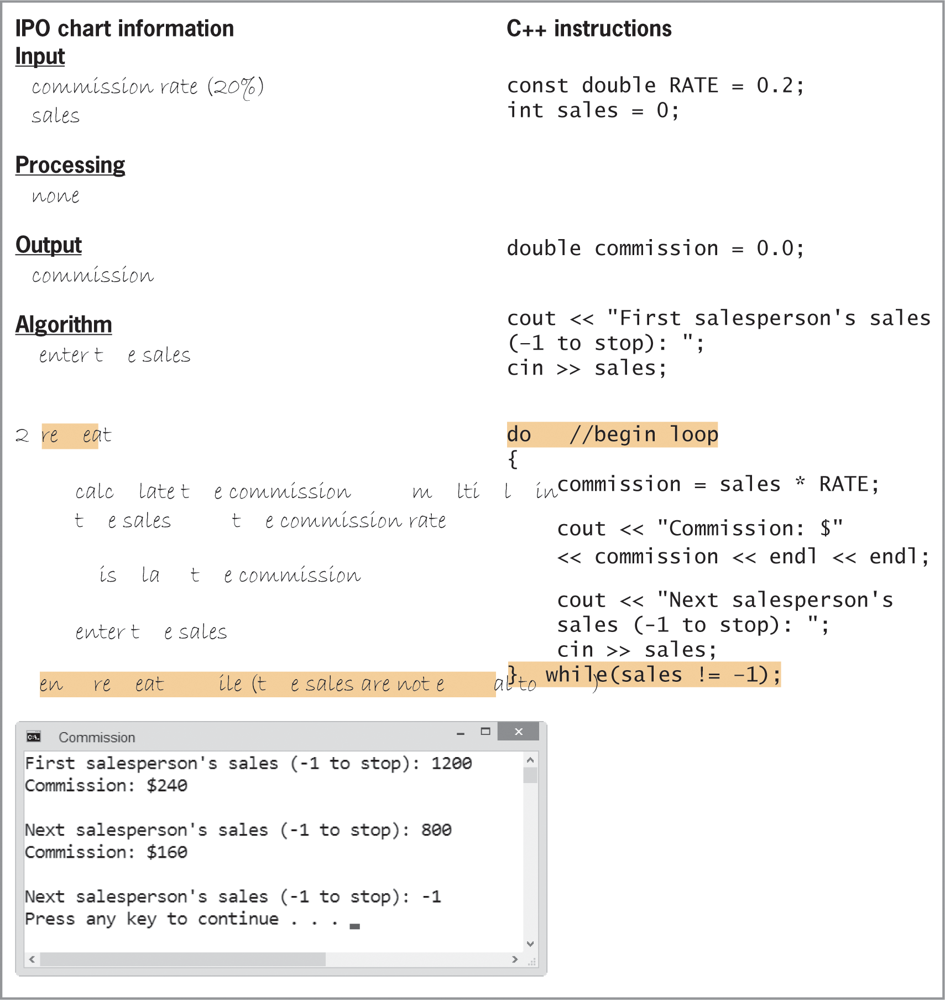 IPO chart information
Input
commission rate (20%)
sales
Processing
none
Output
commission
Algorithm
enter t e sales
2 re eat
calc late t e commission m lti l in
t e sales t e commission rate
is la t e commission
enter t e sales
en re eat ile (t e sales are not e al to )
C++ instructions
const double RATE = 0.2;
int sales = 0;
double commission = 0.0;
cout << "First salesperson's sales
(-1 to stop): ";
cin >> sales;
do //begin loop
{
commission = sales * RATE;
cout << "Commission: $"
<< commission << endl << endl;
cout << "Next salesperson's
sales (-1 to stop): ";
cin >> sales;
} while(sales != -1);
C:\.
Commission
First salesperson's sales (-1 to stop): 1200
Commission: $240
Next salesperson's sales (-1 to stop): 800
Commission: $160
Next salesperson's sales (-1 to stop): -1
Press any key to continue . . .